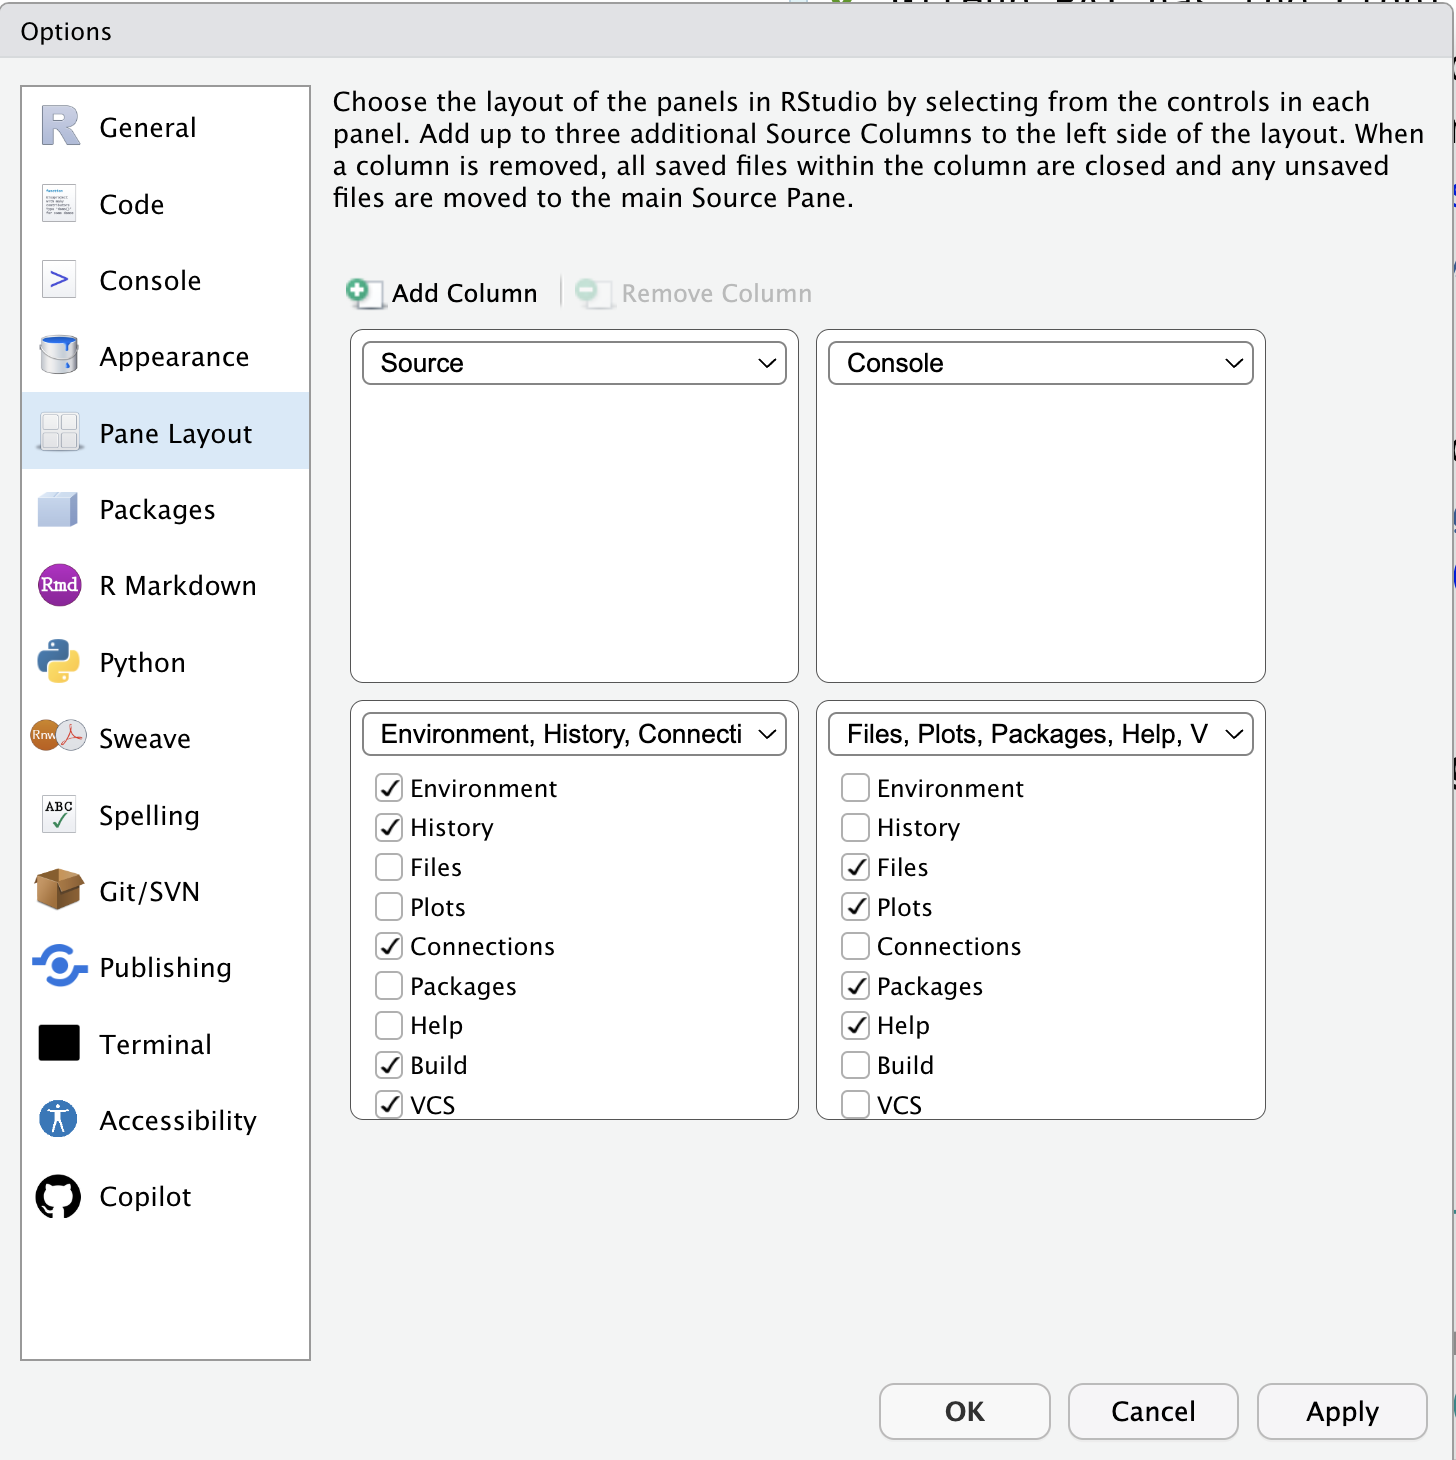 Options
General
Code
Console
Appearance
Pane Layout
Packages
Rmd R Markdown
Python
Rnw Sweave
ABC Spelling
Git/SVN
Publishing
Terminal
Accessibility
Copilot
Choose the layout of the panels in RStudio by selecting from the controls in each
panel. Add up to three additional Source Columns to the left side of the layout. When
a column is removed, all saved files within the column are closed and any unsaved
files are moved to the main Source Pane.
Add Column Remove Column
Source
Console
Environment, History, Connecti
Environment
History
Files
Plots
Connections
Packages
Help
Build
VCS
Files, Plots, Packages, Help, V
Environment
History
Files
Plots
Connections
Packages
Help
Build
VCS
OK Cancel Apply